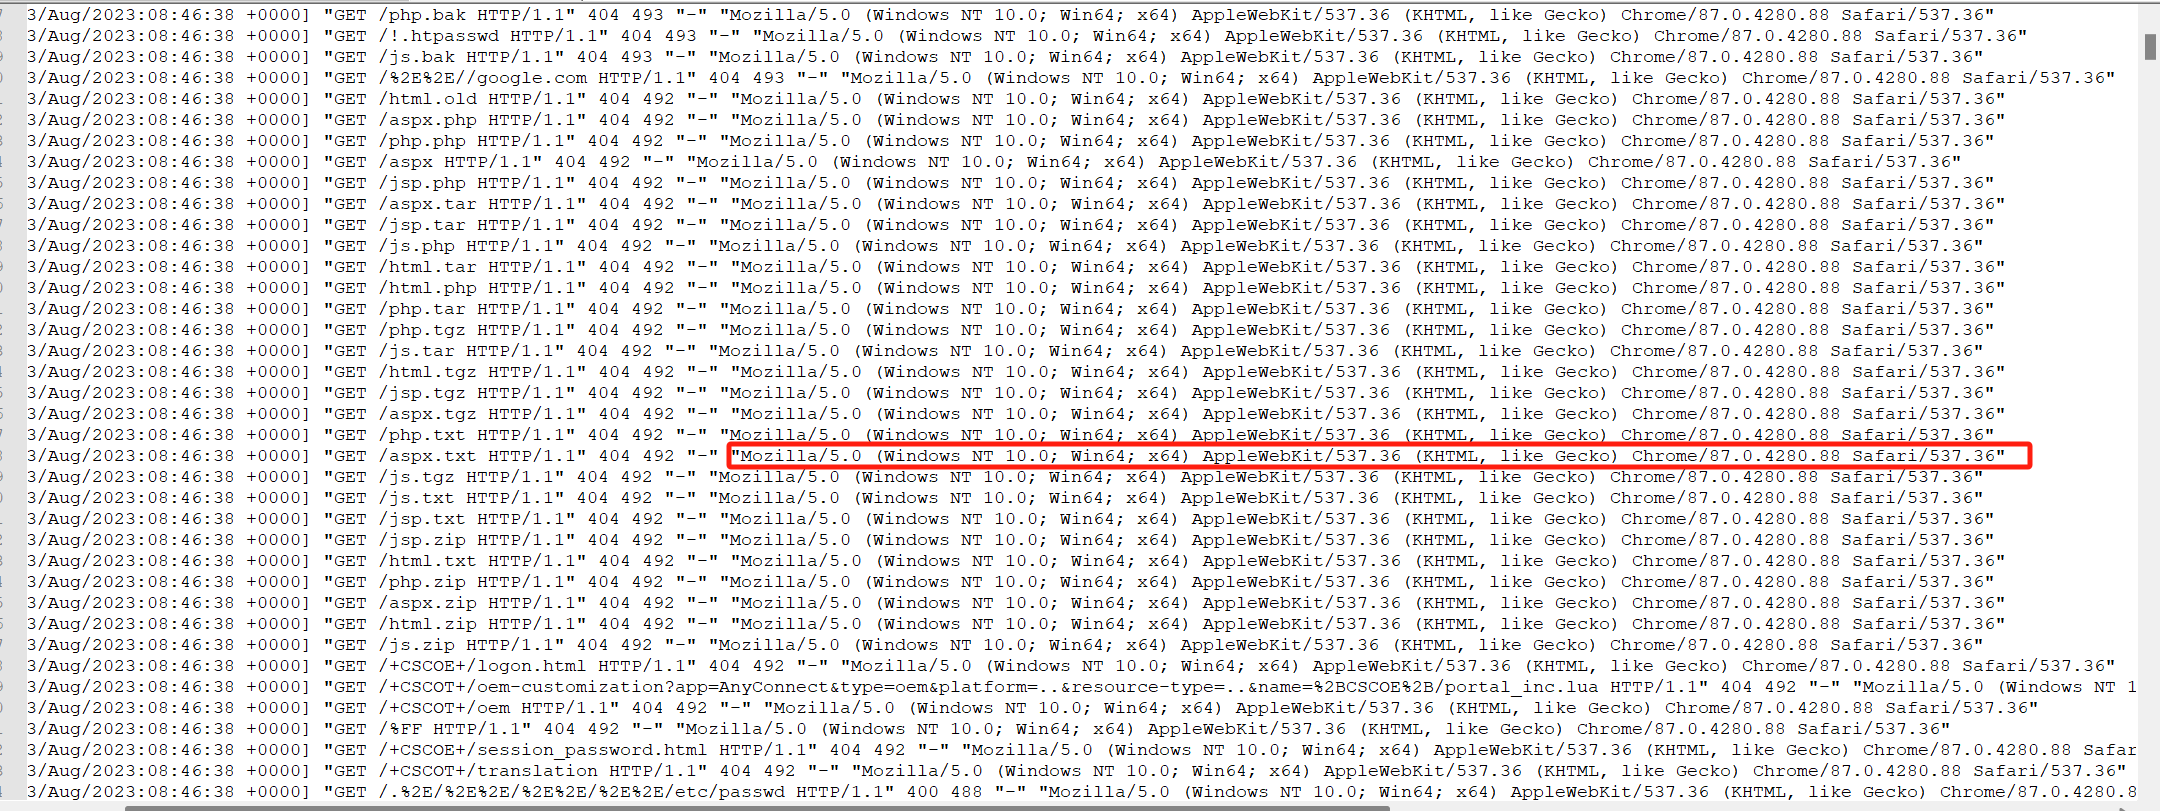 3/Aug/2023:08:46:38 +0000] "GET /php.bak HTTP/1.1" 404 493 "-" "Mozilla/5.0 (Windows NT 10.0; Win64; x64) AppleWebKit/537.36 (KHTML, like Gecko) Chrome/87.0.4280.88 Safari/537.36"
3/Aug/2023:08:46:38 +0000] "GET /!.htpasswd HTTP/1.1" 404 493 "-" "Mozilla/5.0 (Windows NT 10.0; Win64; x64) AppleWebKit/537.36 (KHTML, like Gecko) Chrome/87.0.4280.88 Safari/537.36"
3/Aug/2023:08:46:38 +0000] "GET /js.bak HTTP/1.1" 404 493 "-" "Mozilla/5.0 (Windows NT 10.0; Win64; x64) AppleWebKit/537.36 (KHTML, like Gecko) Chrome/87.0.4280.88 Safari/537.36"
3/Aug/2023:08:46:38 +0000] "GET /%2E%2E//google.com HTTP/1.1" 404 493 "-" "Mozilla/5.0 (Windows NT 10.0; Win64; x64) AppleWebKit/537.36 (KHTML, like Gecko) Chrome/87.0.4280.88 Safari/537.36"
3/Aug/2023:08:46:38 +0000] "GET /html.old HTTP/1.1" 404 492 "-" "Mozilla/5.0 (Windows NT 10.0; Win64; x64) AppleWebKit/537.36 (KHTML, like Gecko) Chrome/87.0.4280.88 Safari/537.36"
3/Aug/2023:08:46:38 +0000] "GET /aspx.php HTTP/1.1" 404 492 "-" "Mozilla/5.0 (Windows NT 10.0; Win64; x64) AppleWebKit/537.36 (KHTML, like Gecko) Chrome/87.0.4280.88 Safari/537.36"
3/Aug/2023:08:46:38 +0000] "GET /php.php HTTP/1.1" 404 492 "-" "Mozilla/5.0 (Windows NT 10.0; Win64; x64) AppleWebKit/537.36 (KHTML, like Gecko) Chrome/87.0.4280.88 Safari/537.36"
3/Aug/2023:08:46:38 +0000] "GET /aspx HTTP/1.1" 404 492 "-" "Mozilla/5.0 (Windows NT 10.0; Win64; x64) AppleWebKit/537.36 (KHTML, like Gecko) Chrome/87.0.4280.88 Safari/537.36"
3/Aug/2023:08:46:38 +0000] "GET /jsp.php HTTP/1.1" 404 492 "-" "Mozilla/5.0 (Windows NT 10.0; Win64; x64) AppleWebKit/537.36 (KHTML, like Gecko) Chrome/87.0.4280.88 Safari/537.36"
3/Aug/2023:08:46:38 +0000] "GET /aspx.tar HTTP/1.1" 404 492 "-" "Mozilla/5.0 (Windows NT 10.0; Win64; x64) AppleWebKit/537.36 (KHTML, like Gecko) Chrome/87.0.4280.88 Safari/537.36"
3/Aug/2023:08:46:38 +0000] "GET /jsp.tar HTTP/1.1" 404 492 "-" "Mozilla/5.0 (Windows NT 10.0; Win64; x64) AppleWebKit/537.36 (KHTML, like Gecko) Chrome/87.0.4280.88 Safari/537.36"
3/Aug/2023:08:46:38 +0000] "GET /js.php HTTP/1.1" 404 492 "-" "Mozilla/5.0 (Windows NT 10.0; Win64; x64) AppleWebKit/537.36 (KHTML, like Gecko) Chrome/87.0.4280.88 Safari/537.36"
3/Aug/2023:08:46:38 +0000] "GET /html.tar HTTP/1.1" 404 492 "-" "Mozilla/5.0 (Windows NT 10.0; Win64; x64) AppleWebKit/537.36 (KHTML, like Gecko) Chrome/87.0.4280.88 Safari/537.36"
3/Aug/2023:08:46:38 +0000] "GET /html.php HTTP/1.1" 404 492 "-" "Mozilla/5.0 (Windows NT 10.0; Win64; x64) AppleWebKit/537.36 (KHTML, like Gecko) Chrome/87.0.4280.88 Safari/537.36"
3/Aug/2023:08:46:38 +0000] "GET /php.tar HTTP/1.1" 404 492 "-" "Mozilla/5.0 (Windows NT 10.0; Win64; x64) AppleWebKit/537.36 (KHTML, like Gecko) Chrome/87.0.4280.88 Safari/537.36"
3/Aug/2023:08:46:38 +0000] "GET /php.tgz HTTP/1.1" 404 492 "-" "Mozilla/5.0 (Windows NT 10.0; Win64; x64) AppleWebKit/537.36 (KHTML, like Gecko) Chrome/87.0.4280.88 Safari/537.36"
3/Aug/2023:08:46:38 +0000] "GET /js.tar HTTP/1.1" 404 492 "-" "Mozilla/5.0 (Windows NT 10.0; Win64; x64) AppleWebKit/537.36 (KHTML, like Gecko) Chrome/87.0.4280.88 Safari/537.36"
3/Aug/2023:08:46:38 +0000] "GET /html.tgz HTTP/1.1" 404 492 "-" "Mozilla/5.0 (Windows NT 10.0; Win64; x64) AppleWebKit/537.36 (KHTML, like Gecko) Chrome/87.0.4280.88 Safari/537.36"
3/Aug/2023:08:46:38 +0000] "GET /jsp.tgz HTTP/1.1" 404 492 "-" "Mozilla/5.0 (Windows NT 10.0; Win64; x64) AppleWebKit/537.36 (KHTML, like Gecko) Chrome/87.0.4280.88 Safari/537.36"
3/Aug/2023:08:46:38 +0000] "GET /aspx.tgz HTTP/1.1" 404 492 "-" "Mozilla/5.0 (Windows NT 10.0; Win64; x64) AppleWebKit/537.36 (KHTML, like Gecko) Chrome/87.0.4280.88 Safari/537.36"
3/Aug/2023:08:46:38 +0000] "GET /php.txt HTTP/1.1" 404 492 "-" "Mozilla/5.0 (Windows NT 10.0; Win64; x64) AppleWebKit/537.36 (KHTML, like Gecko) Chrome/87.0.4280.88 Safari/537.36"
3/Aug/2023:08:46:38 +0000] "GET /aspx.txt HTTP/1.1" 404 492 "-" "Mozilla/5.0 (Windows NT 10.0; Win64; x64) AppleWebKit/537.36 (KHTML, like Gecko) Chrome/87.0.4280.88 Safari/537.36"
3/Aug/2023:08:46:38 +0000] "GET /js.tgz HTTP/1.1" 404 492 "-" "Mozilla/5.0 (Windows NT 10.0; Win64; x64) AppleWebKit/537.36 (KHTML, like Gecko) Chrome/87.0.4280.88 Safari/537.36"
3/Aug/2023:08:46:38 +0000] "GET /js.txt HTTP/1.1" 404 492 "-" "Mozilla/5.0 (Windows NT 10.0; Win64; x64) AppleWebKit/537.36 (KHTML, like Gecko) Chrome/87.0.4280.88 Safari/537.36"
3/Aug/2023:08:46:38 +0000] "GET /jsp.txt HTTP/1.1" 404 492 "-" "Mozilla/5.0 (Windows NT 10.0; Win64; x64) AppleWebKit/537.36 (KHTML, like Gecko) Chrome/87.0.4280.88 Safari/537.36"
3/Aug/2023:08:46:38 +0000] "GET /jsp.zip HTTP/1.1" 404 492 "-" "Mozilla/5.0 (Windows NT 10.0; Win64; x64) AppleWebKit/537.36 (KHTML, like Gecko) Chrome/87.0.4280.88 Safari/537.36"
3/Aug/2023:08:46:38 +0000] "GET /html.txt HTTP/1.1" 404 492 "-" "Mozilla/5.0 (Windows NT 10.0; Win64; x64) AppleWebKit/537.36 (KHTML, like Gecko) Chrome/87.0.4280.88 Safari/537.36"
3/Aug/2023:08:46:38 +0000] "GET /php.zip HTTP/1.1" 404 492 "-" "Mozilla/5.0 (Windows NT 10.0; Win64; x64) AppleWebKit/537.36 (KHTML, like Gecko) Chrome/87.0.4280.88 Safari/537.36"
3/Aug/2023:08:46:38 +0000] "GET /aspx.zip HTTP/1.1" 404 492 "-" "Mozilla/5.0 (Windows NT 10.0; Win64; x64) AppleWebKit/537.36 (KHTML, like Gecko) Chrome/87.0.4280.88 Safari/537.36"
3/Aug/2023:08:46:38 +0000] "GET /html.zip HTTP/1.1" 404 492 "-" "Mozilla/5.0 (Windows NT 10.0; Win64; x64) AppleWebKit/537.36 (KHTML, like Gecko) Chrome/87.0.4280.88 Safari/537.36"
3/Aug/2023:08:46:38 +0000] "GET /js.zip HTTP/1.1" 404 492 "-" "Mozilla/5.0 (Windows NT 10.0; Win64; x64) AppleWebKit/537.36 (KHTML, like Gecko) Chrome/87.0.4280.88 Safari/537.36"
3/Aug/2023:08:46:38 +0000] "GET /+CSCOE+/logon.html HTTP/1.1" 404 492 "-" "Mozilla/5.0 (Windows NT 10.0; Win64; x64) AppleWebKit/537.36 (KHTML, like Gecko) Chrome/87.0.4280.88 Safari/537.36"
3/Aug/2023:08:46:38 +0000] "GET /+CSCOT+/oem-customization?app=AnyConnect&type=oem&platform=..&resource-type=..&name=%2BCSCOE%2B/portal_inc.lua HTTP/1.1" 404 492 "-" "Mozilla/5.0 (Windows NT 1
3/Aug/2023:08:46:38 +0000] "GET /+CSCOT+/oem HTTP/1.1" 404 492 "-" "Mozilla/5.0 (Windows NT 10.0; Win64; x64) AppleWebKit/537.36 (KHTML, like Gecko) Chrome/87.0.4280.88 Safari/537.36"
3/Aug/2023:08:46:38 +0000] "GET /%FF HTTP/1.1" 404 492 "-" "Mozilla/5.0 (Windows NT 10.0; Win64; x64) AppleWebKit/537.36 (KHTML, like Gecko) Chrome/87.0.4280.88 Safari/537.36"
3/Aug/2023:08:46:38 +0000] "GET /+CSCOE+/session_password.html HTTP/1.1" 404 492 "-" "Mozilla/5.0 (Windows NT 10.0; Win64; x64) AppleWebKit/537.36 (KHTML, like Gecko) Chrome/87.0.4280.88 Safar
3/Aug/2023:08:46:38 +0000] "GET /+CSCOT+/translation HTTP/1.1" 404 492 "-" "Mozilla/5.0 (Windows NT 10.0; Win64; x64) AppleWebKit/537.36 (KHTML, like Gecko) Chrome/87.0.4280.88 Safari/537.36"
3/Aug/2023:08:46:38 +0000] "GET /.%2E/%2E%2E/%2E%2E/%2E%2E/etc/passwd HTTP/1.1" 400 488 "-" "Mozilla/5.0 (Windows NT 10.0; Win64; x64) AppleWebKit/537.36 (KHTML, like Gecko) Chrome/87.0.4280.8